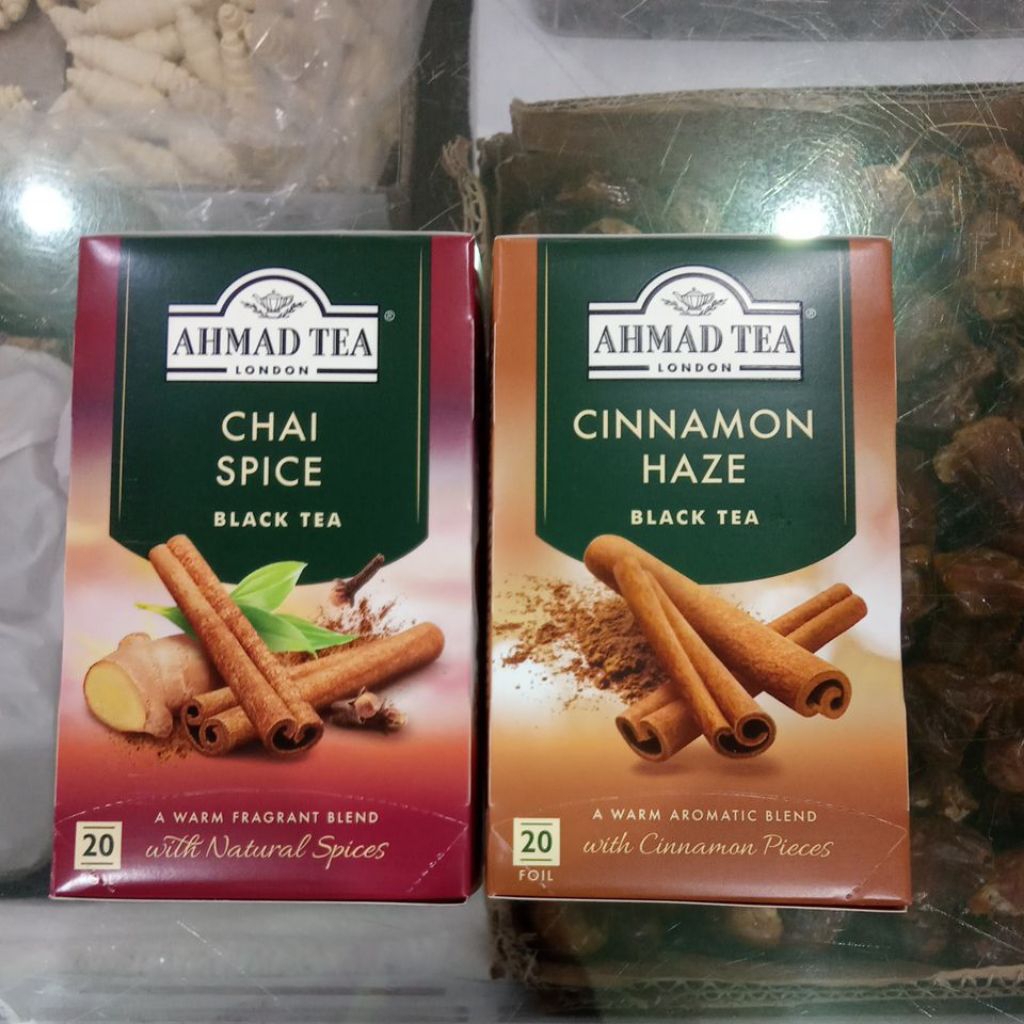 AHMAD TEA®
LONDON
CHAI
SPICE
BLACK TEA
A WARM FRAGRANT BLEND
with Natural Spices
20
FOIL
AHMAD TEA®
LONDON
CINNAMON
HAZE
BLACK TEA
A WARM AROMATIC BLEND
with Cinnamon Pieces
20
FOIL